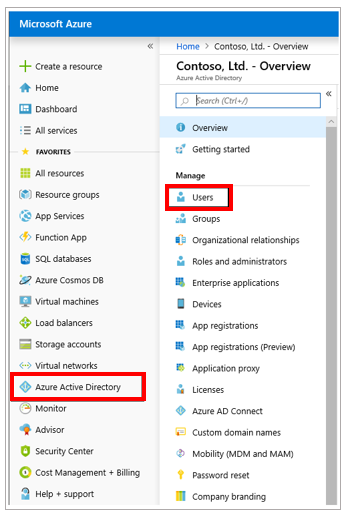 Microsoft Azure
«
Create a resource
Home
Dashboard
All services
FAVORITES
All resources
Resource groups
App Services
Function App
SQL databases
Azure Cosmos DB
Virtual machines
Load balancers
Storage accounts
Virtual networks
Azure Active Directory
Monitor
Advisor
Security Center
Cost Management + Billing
Help + support
Home > Contoso, Ltd. - Overview
Contoso, Ltd. - Overview
Azure Active Directory
«
Search (Ctrl+/)
Overview
Getting started
Manage
Users
Groups
Organizational relationships
Roles and administrators
Enterprise applications
Devices
App registrations
App registrations (Preview)
Application proxy
Licenses
Azure AD Connect
Custom domain names
Mobility (MDM and MAM)
Password reset
Company branding